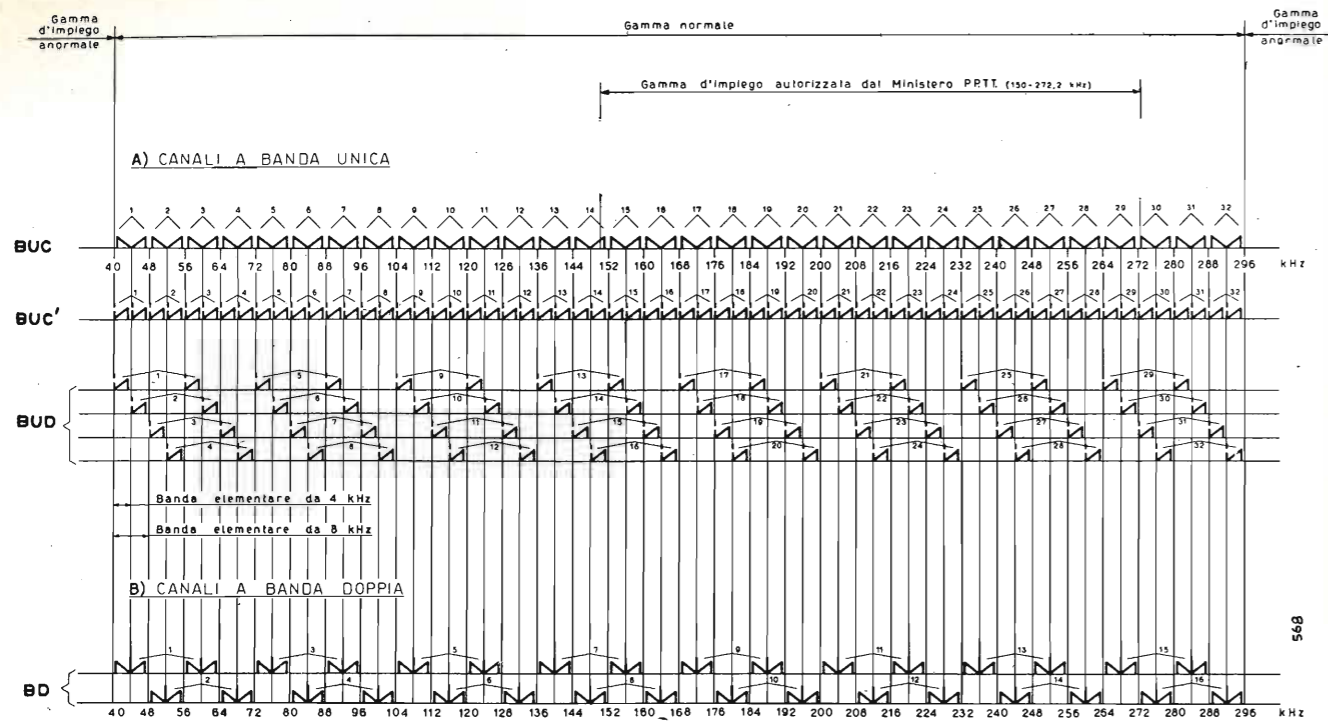 Gamma
d'impiego
anormale
Gamma normale
Gamma
d'impiego
anormale
Gamma d'impiego autorizzata dal Ministero PP.TT. (150÷272,2 kHz)
A) CANALI A BANDA UNICA
1 2 3 4 5 6 7 8 9 10 11 12 13 14 15 16 17 18 19 20 21 22 23 24 25 26 27 28 29 30 31 32
BUC
40 48 56 64 72 80 88 96 104 112 120 128 136 144 152 160 168 176 184 192 200 208 216 224 232 240 248 256 264 272 280 288 296 kHz
1 2 3 4 5 6 7 8 9 10 11 12 13 14 15 16 17 18 19 20 21 22 23 24 25 26 27 28 29 30 31 32
BUC'
1 5 9 13 17 21 25 29
2 6 10 14 18 22 26 30
BUD
3 7 11 15 19 23 27 31
4 8 12 16 20 24 28 32
Banda elementare da 4 kHz
Banda elementare da 8 kHz
B) CANALI A BANDA DOPPIA
568
1 3 5 7 9 11 13 15
2 4 6 8 10 12 14 16
BD
40 48 56 64 72 80 88 96 104 112 120 128 136 144 152 160 168 176 184 192 200 208 216 224 232 240 248 256 264 272 280 288 296 kHz